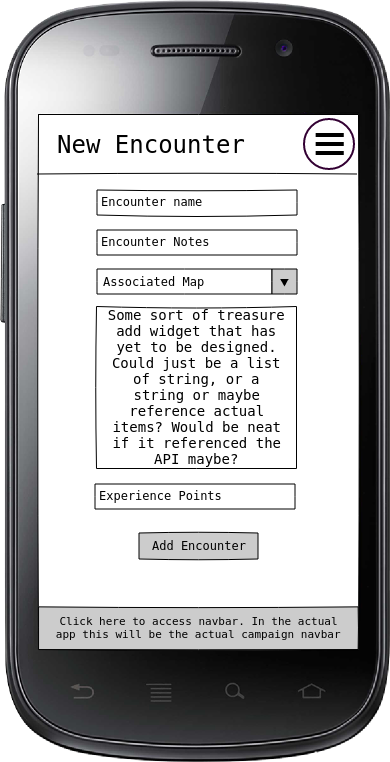 New Encounter
Encounter name
Encounter Notes
Associated Map
Some sort of treasure
add widget that has
yet to be designed.
Could just be a list
of string, or a
string or maybe
reference actual
items? Would be neat
if it referenced the
API maybe?
Experience Points
Add Encounter
Click here to access navbar. In the actual
app this will be the actual campaign navbar